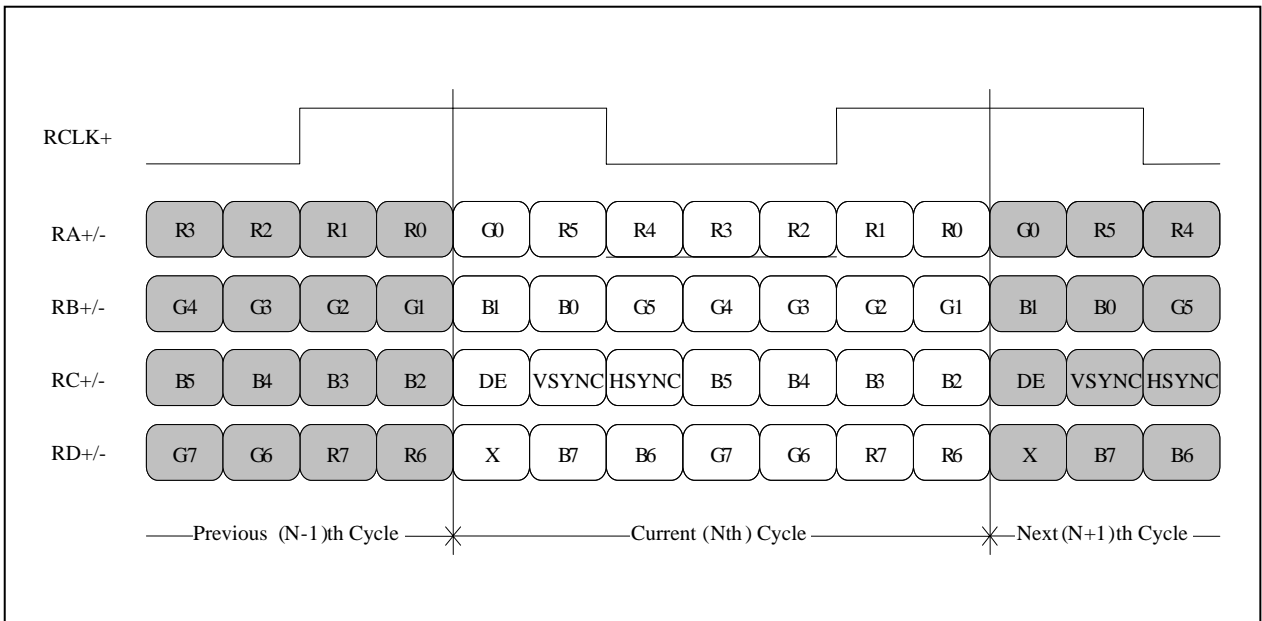 RCLK+
RA+/- R3 R2 R1 R0 G0 R5 R4 R3 R2 R1 R0 G0 R5 R4
RB+/- G4 G3 G2 G1 B1 B0 G5 G4 G3 G2 G1 B1 B0 G5
RC+/- B5 B4 B3 B2 DE VSYNC HSYNC B5 B4 B3 B2 DE VSYNC HSYNC
RD+/- G7 G6 R7 R6 X B7 B6 G7 G6 R7 R6 X B7 B6
Previous (N-1)th Cycle Current (Nth) Cycle Next (N+1)th Cycle